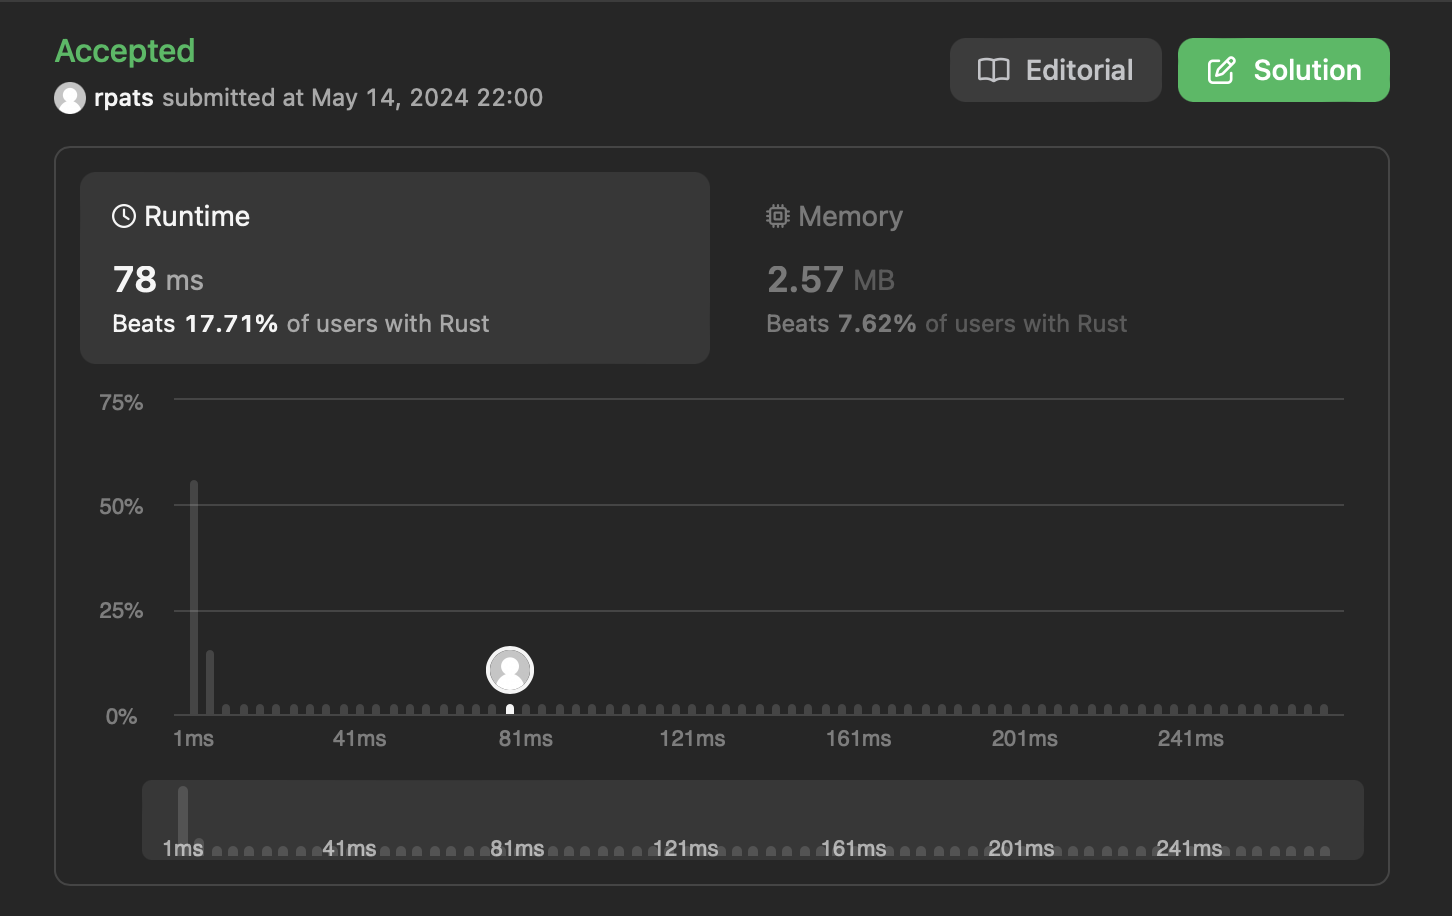 Accepted
rpats submitted at May 14, 2024 22:00
Editorial
Solution
Runtime
78 ms
Beats 17.71% of users with Rust
Memory
2.57 MB
Beats 7.62% of users with Rust
75%
50%
25%
0%
1ms 41ms 81ms 121ms 161ms 201ms 241ms
1ms 41ms 81ms 121ms 161ms 201ms 241ms